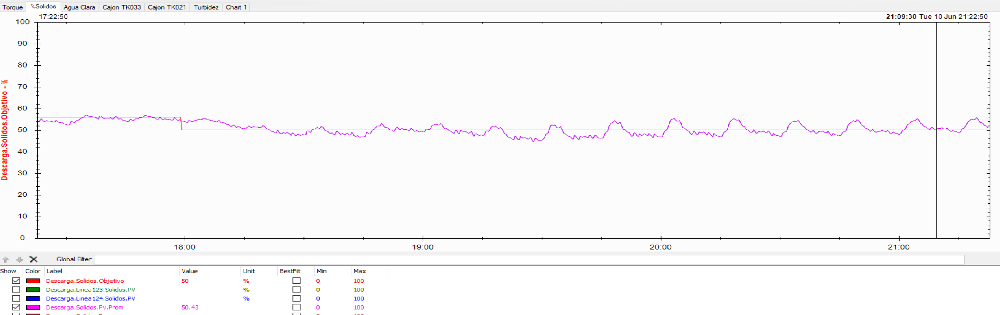 Torque %Solidos Agua Clara Cajon TK033 Cajon TK021 Turbidez Chart 1
17:22:50 21:09:30 Tue 10 Jun 21:22:50
100
90
80
70
60
50
40
30
20
10
0
Descarga.Solidos.Objetivo - %
18:00 19:00 20:00 21:00
Global Filter:
Show Color Label Value Unit BestFit Min Max
Descarga.Solidos.Objetivo 50 % 0 100
Descarga.Linea123.Solidos.PV % 0 100
Descarga.Linea124.Solidos.PV % 0 100
Descarga.Solidos.Pv.Prom 50.43 0 100